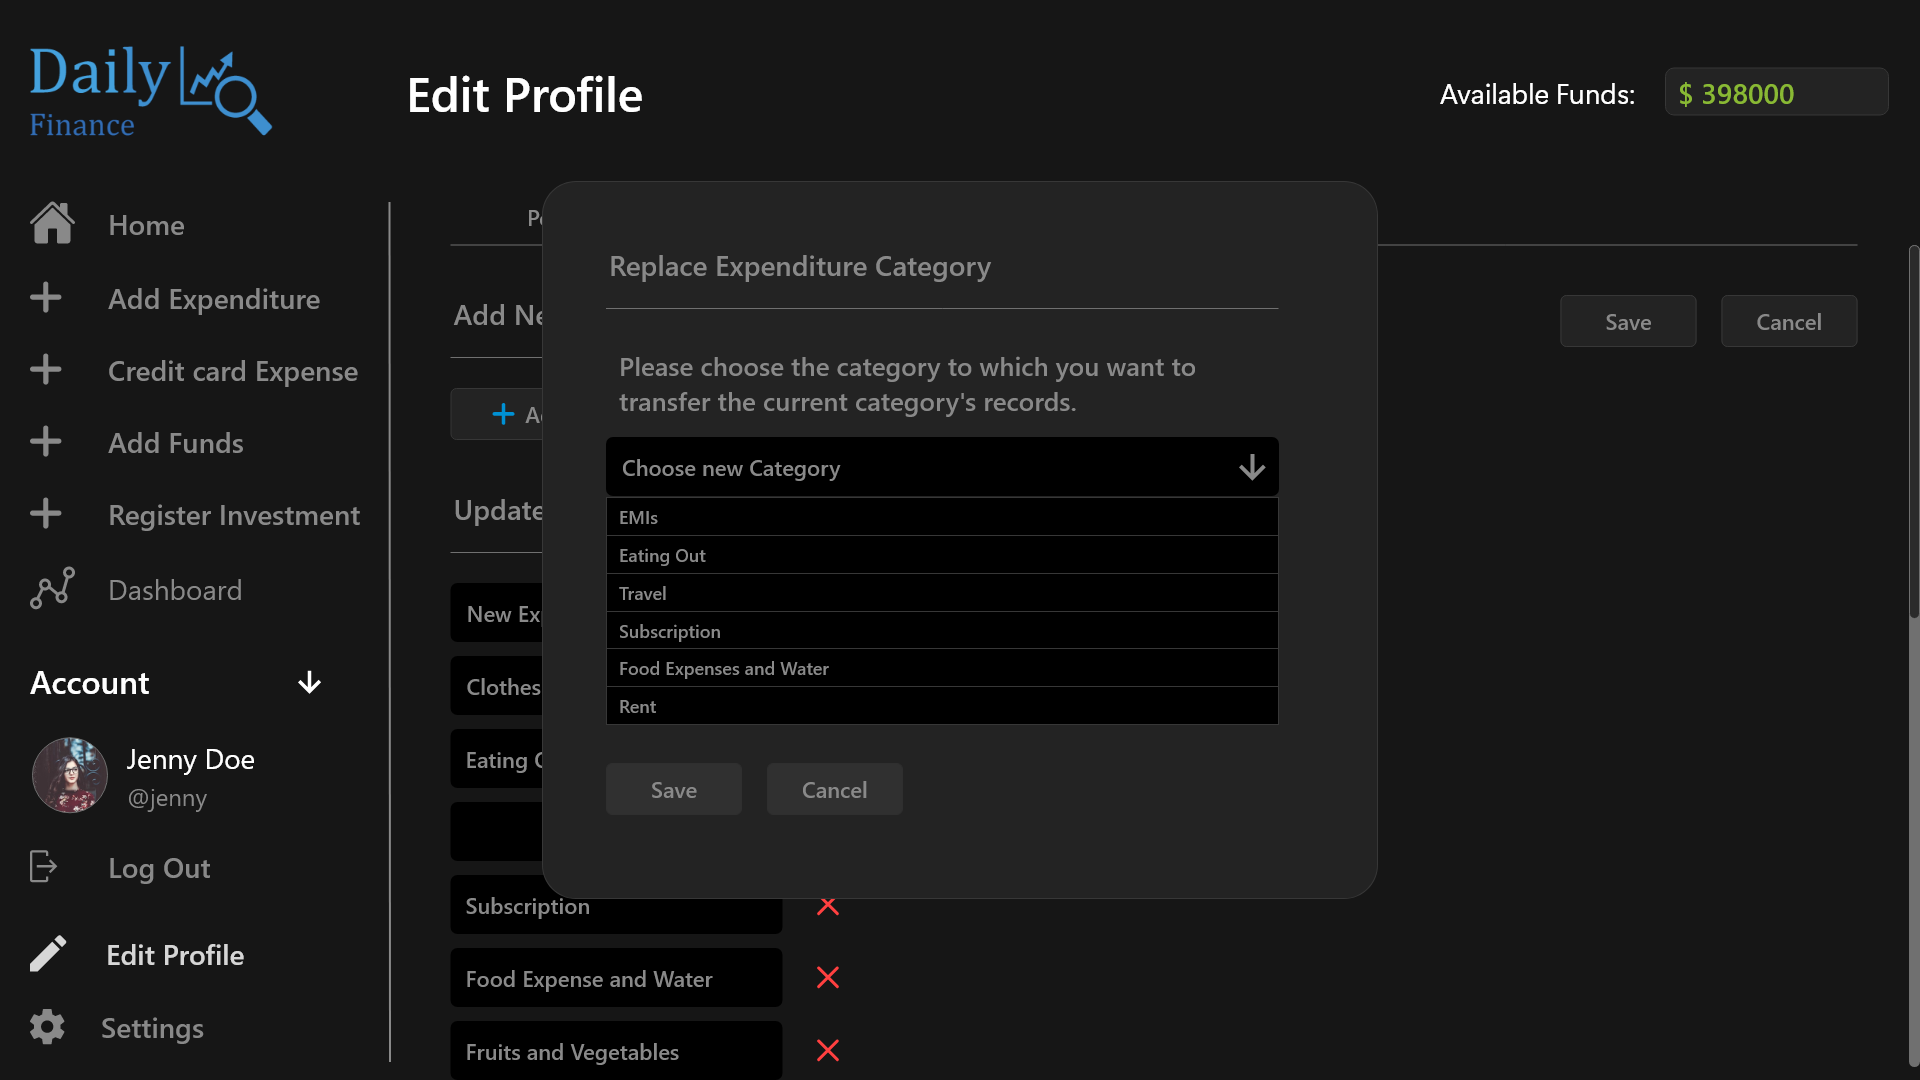 Daily
Finance
Edit Profile
Available Funds:
$ 398000
Home
Add Expenditure
Credit card Expense
Add Funds
Register Investment
Dashboard
Account
Jenny Doe
@jenny
Log Out
Edit Profile
Settings
Replace Expenditure Category
Please choose the category to which you want to
transfer the current category's records.
Choose new Category
EMIs
Eating Out
Travel
Subscription
Food Expenses and Water
Rent
Save Cancel
Add
Save Cancel
Update
New
Clothes
Eating
Subscription
Food Expense and Water
Fruits and Vegetables